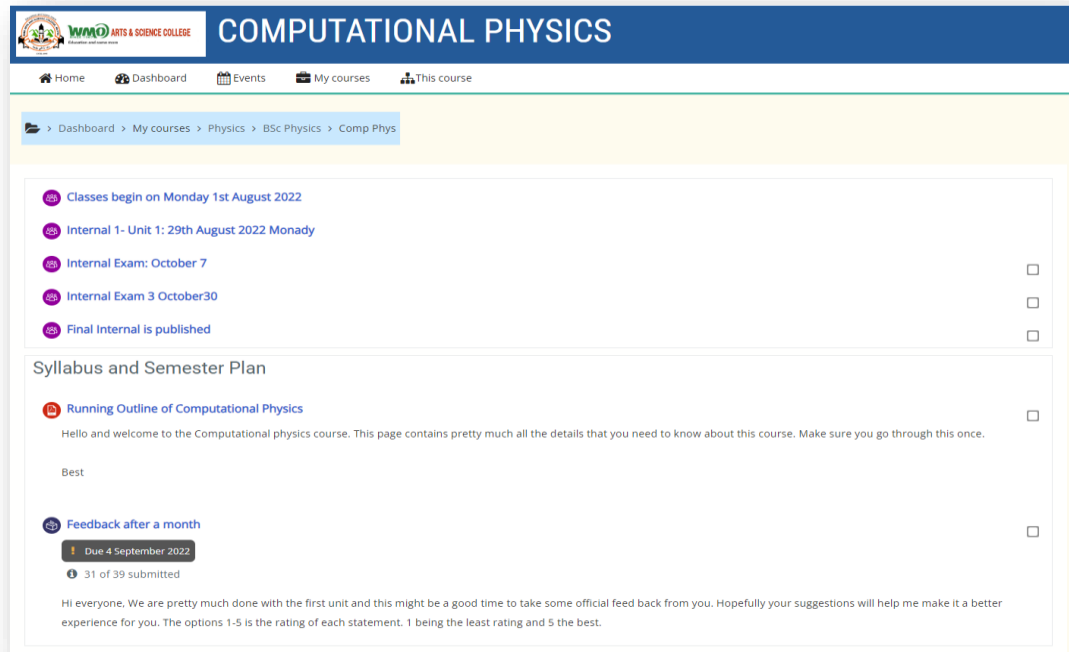 WMO ARTS & SCIENCE COLLEGE
COMPUTATIONAL PHYSICS
Home Dashboard Events My courses This course
> Dashboard > My courses > Physics > BSc Physics > Comp Phys
Classes begin on Monday 1st August 2022
Internal 1- Unit 1: 29th August 2022 Monady
Internal Exam: October 7
Internal Exam 3 October30
Final Internal is published
Syllabus and Semester Plan
Running Outline of Computational Physics
Hello and welcome to the Computational physics course. This page contains pretty much all the details that you need to know about this course. Make sure you go through this once.
Best
Feedback after a month
Due 4 September 2022
31 of 39 submitted
Hi everyone, We are pretty much done with the first unit and this might be a good time to take some official feed back from you. Hopefully your suggestions will help me make it a better
experience for you. The options 1-5 is the rating of each statement. 1 being the least rating and 5 the best.